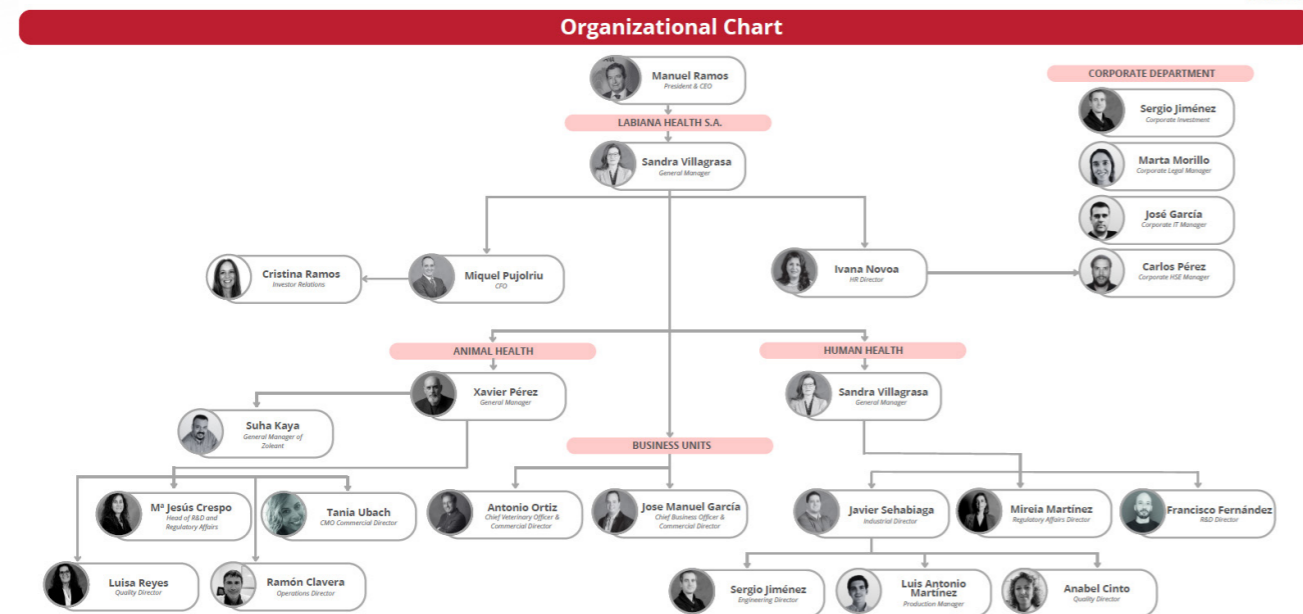 Organizational Chart
Manuel Ramos
President & CEO
LABIANA HEALTH S.A.
Sandra Villagrasa
General Manager
CORPORATE DEPARTMENT
Sergio Jiménez
Corporate Investment
Marta Morillo
Corporate Legal Manager
José García
Corporate IT Manager
Carlos Pérez
Corporate HSE Manager
Cristina Ramos
Investor Relations
Miquel Pujolriu
CFO
Ivana Novoa
HR Director
ANIMAL HEALTH
Xavier Pérez
General Manager
Suha Kaya
General Manager of
Zoleant
HUMAN HEALTH
Sandra Villagrasa
General Manager
BUSINESS UNITS
Mª Jesús Crespo
Head of R&D and
Regulatory Affairs
Tania Ubach
CMO Commercial Director
Antonio Ortiz
Chief Veterinary Officer &
Commercial Director
Jose Manuel García
Chief Business Officer &
Commercial Director
Javier Sehabiaga
Industrial Director
Mireia Martínez
Regulatory Affairs Director
Francisco Fernández
R&D Director
Luisa Reyes
Quality Director
Ramón Clavera
Operations Director
Sergio Jiménez
Engineering Director
Luis Antonio
Martínez
Production Manager
Anabel Cinto
Quality Director